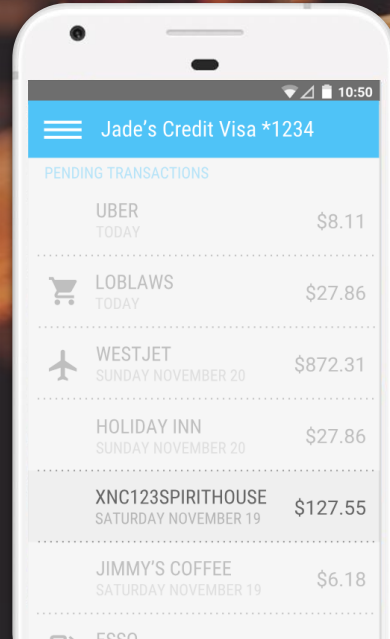 10:50
Jade's Credit Visa *1234
PENDING TRANSACTIONS
UBER
TODAY
$8.11
LOBLAWS
TODAY
$27.86
WESTJET
SUNDAY NOVEMBER 20
$872.31
HOLIDAY INN
SUNDAY NOVEMBER 20
$27.86
XNC123SPIRITHOUSE
SATURDAY NOVEMBER 19
$127.55
JIMMY'S COFFEE
SATURDAY NOVEMBER 19
$6.18
ESSO